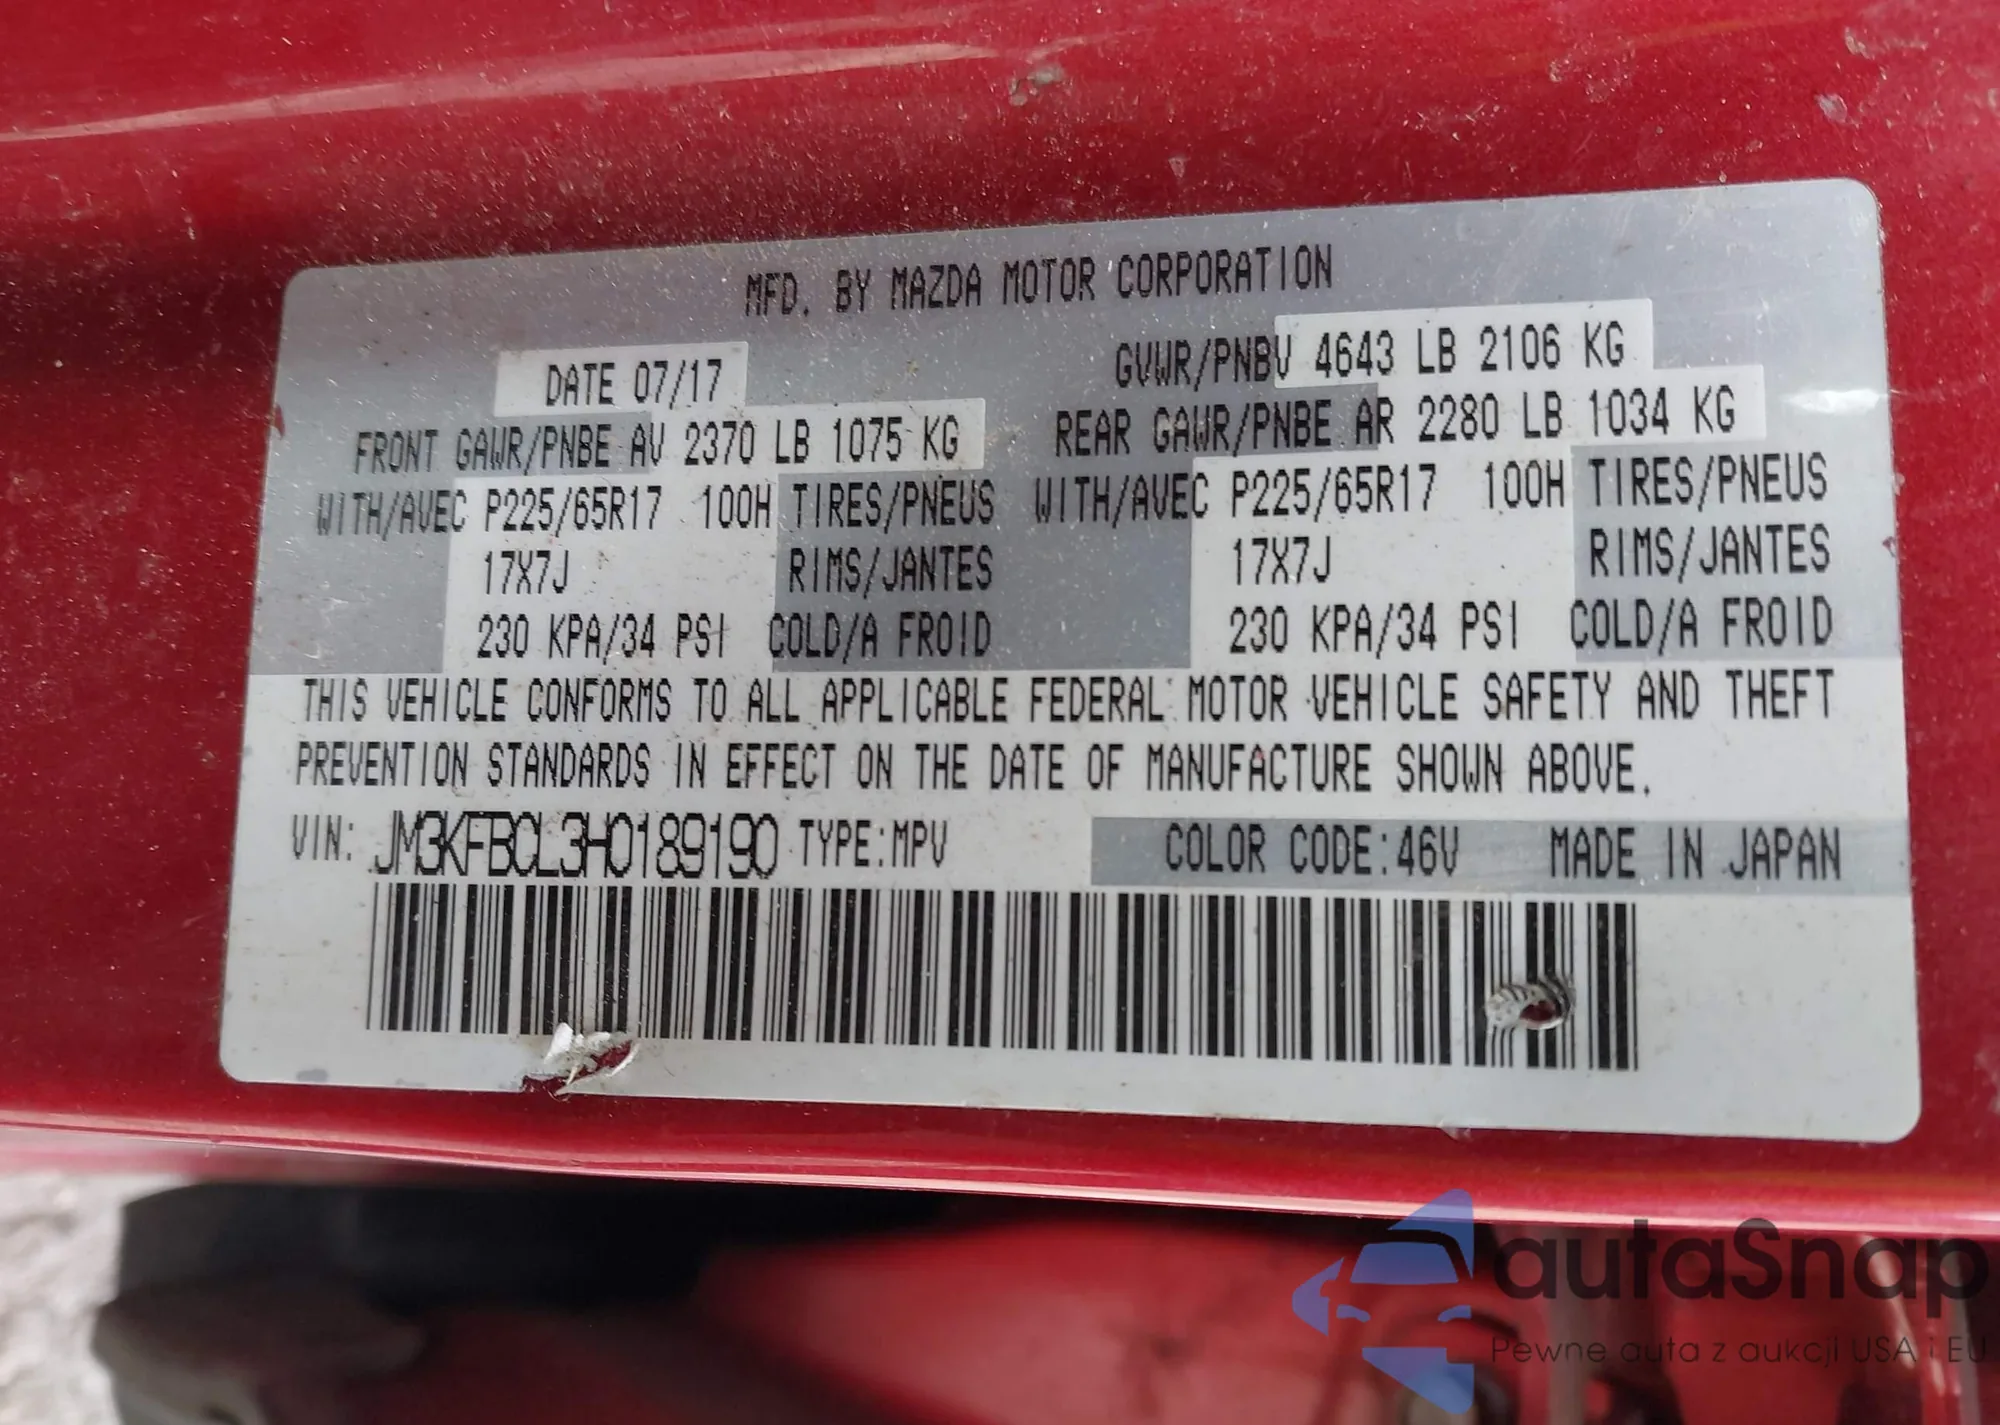 MFD. BY MAZDA MOTOR CORPORATION
DATE 07/17 GVWR/PNBV 4643 LB 2106 KG
FRONT GAWR/PNBE AV 2370 LB 1075 KG REAR GAWR/PNBE AR 2280 LB 1034 KG
WITH/AVEC P225/65R17 100H TIRES/PNEUS WITH/AVEC P225/65R17 100H TIRES/PNEUS
17X7J RIMS/JANTES 17X7J RIMS/JANTES
230 KPA/34 PSI COLD/A FROID 230 KPA/34 PSI COLD/A FROID
THIS VEHICLE CONFORMS TO ALL APPLICABLE FEDERAL MOTOR VEHICLE SAFETY AND THEFT
PREVENTION STANDARDS IN EFFECT ON THE DATE OF MANUFACTURE SHOWN ABOVE.
VIN: JM3KFBCL3H0189190 TYPE:MPV COLOR CODE:46V MADE IN JAPAN
autaSnap
Pewne auta z aukcji USA i EU